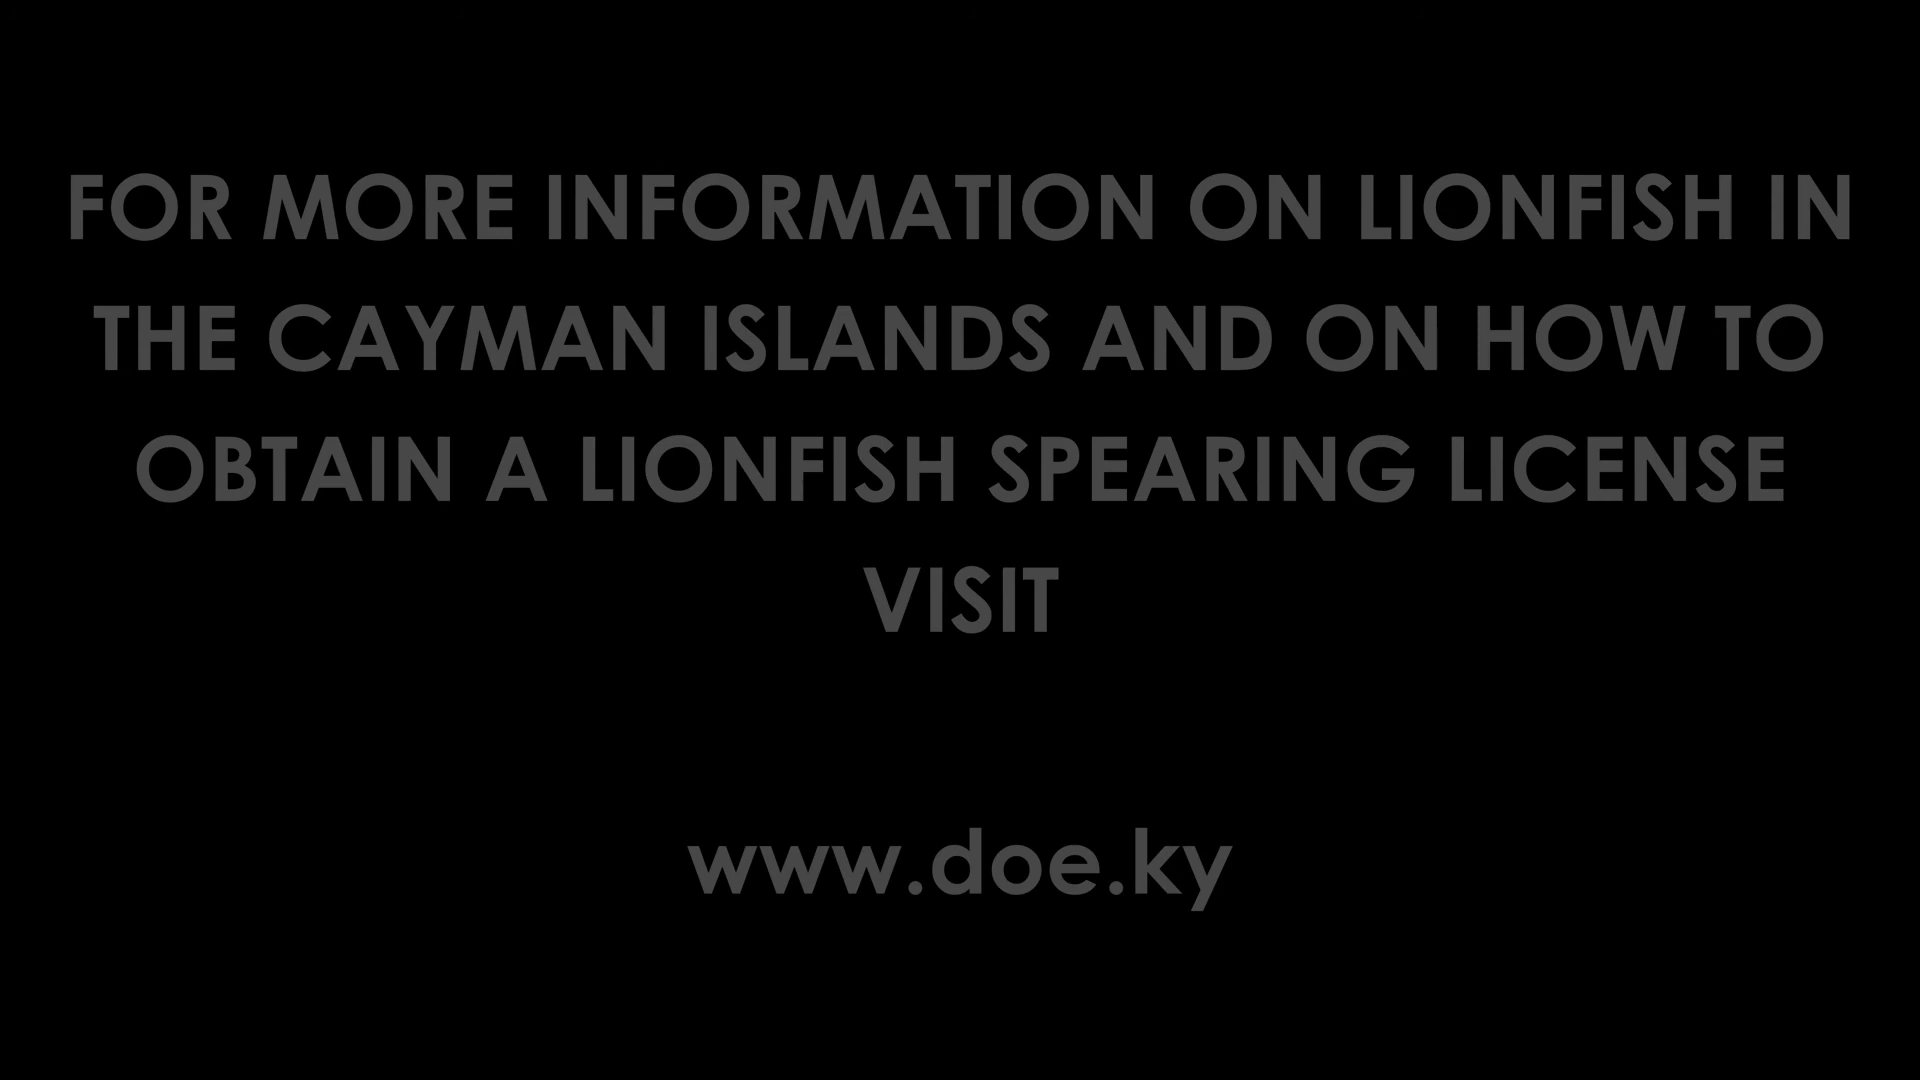 FOR MORE INFORMATION ON LIONFISH IN
THE CAYMAN ISLANDS AND ON HOW TO
OBTAIN A LIONFISH SPEARING LICENSE
VISIT
www.doe.ky